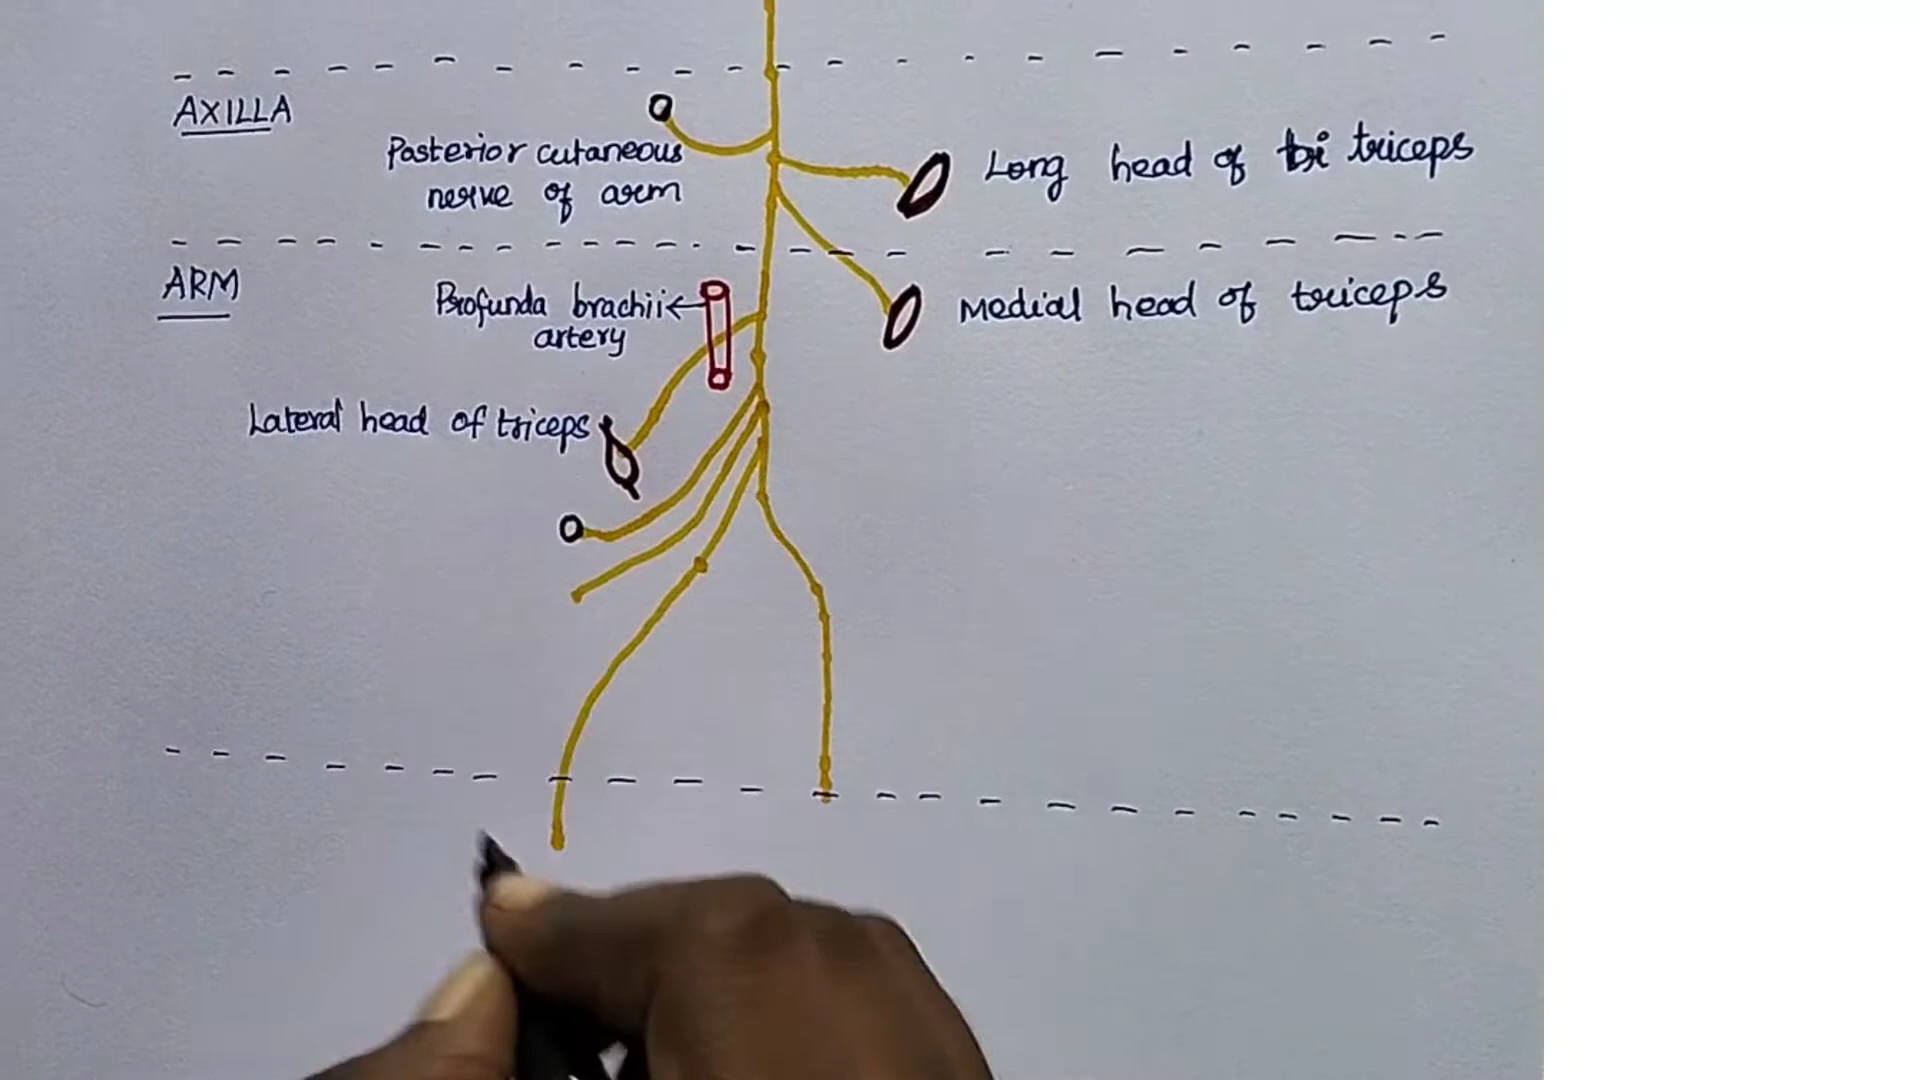 AXILLA
Posterior cutaneous
nerve of arm
Long head of bi triceps
ARM
Profunda brachii
artery
Medial head of triceps
Lateral head of triceps